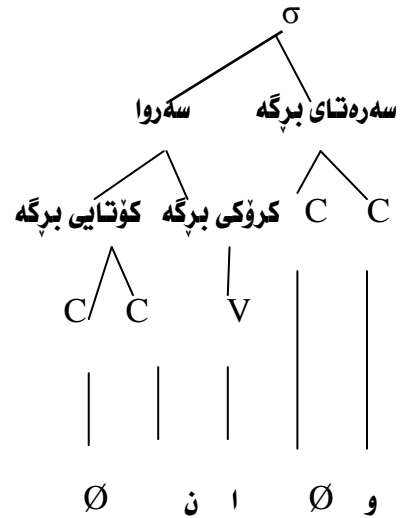 σ
سەرەتای بڕگە سەروا
C C کرۆکی بڕگە کۆتایی بڕگە
V C C
و Ø ا ن Ø